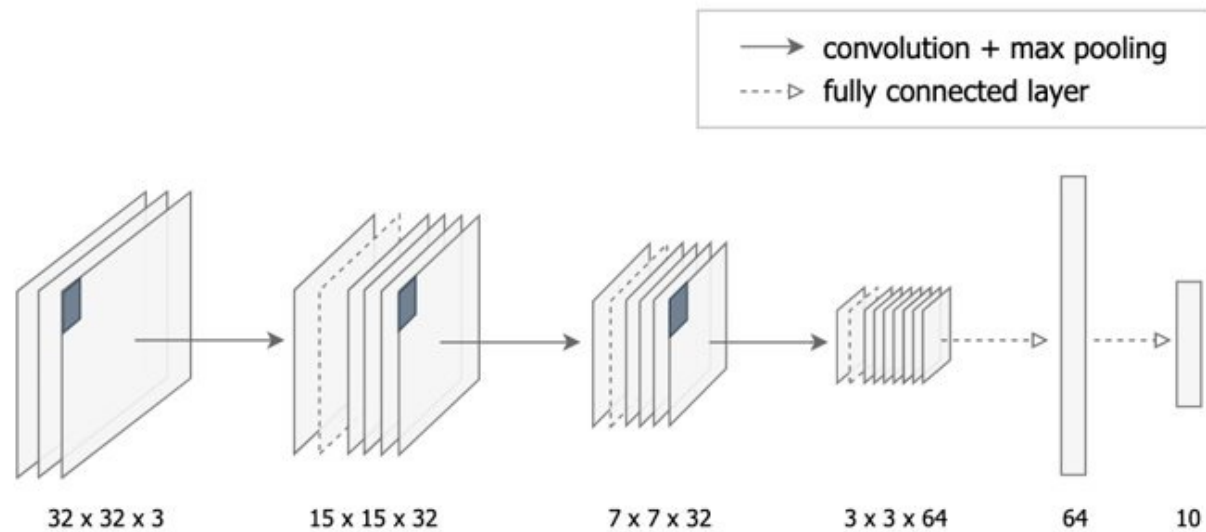 convolution + max pooling
fully connected layer
32 x 32 x 3
15 x 15 x 32
7 x 7 x 32
3 x 3 x 64
64
10